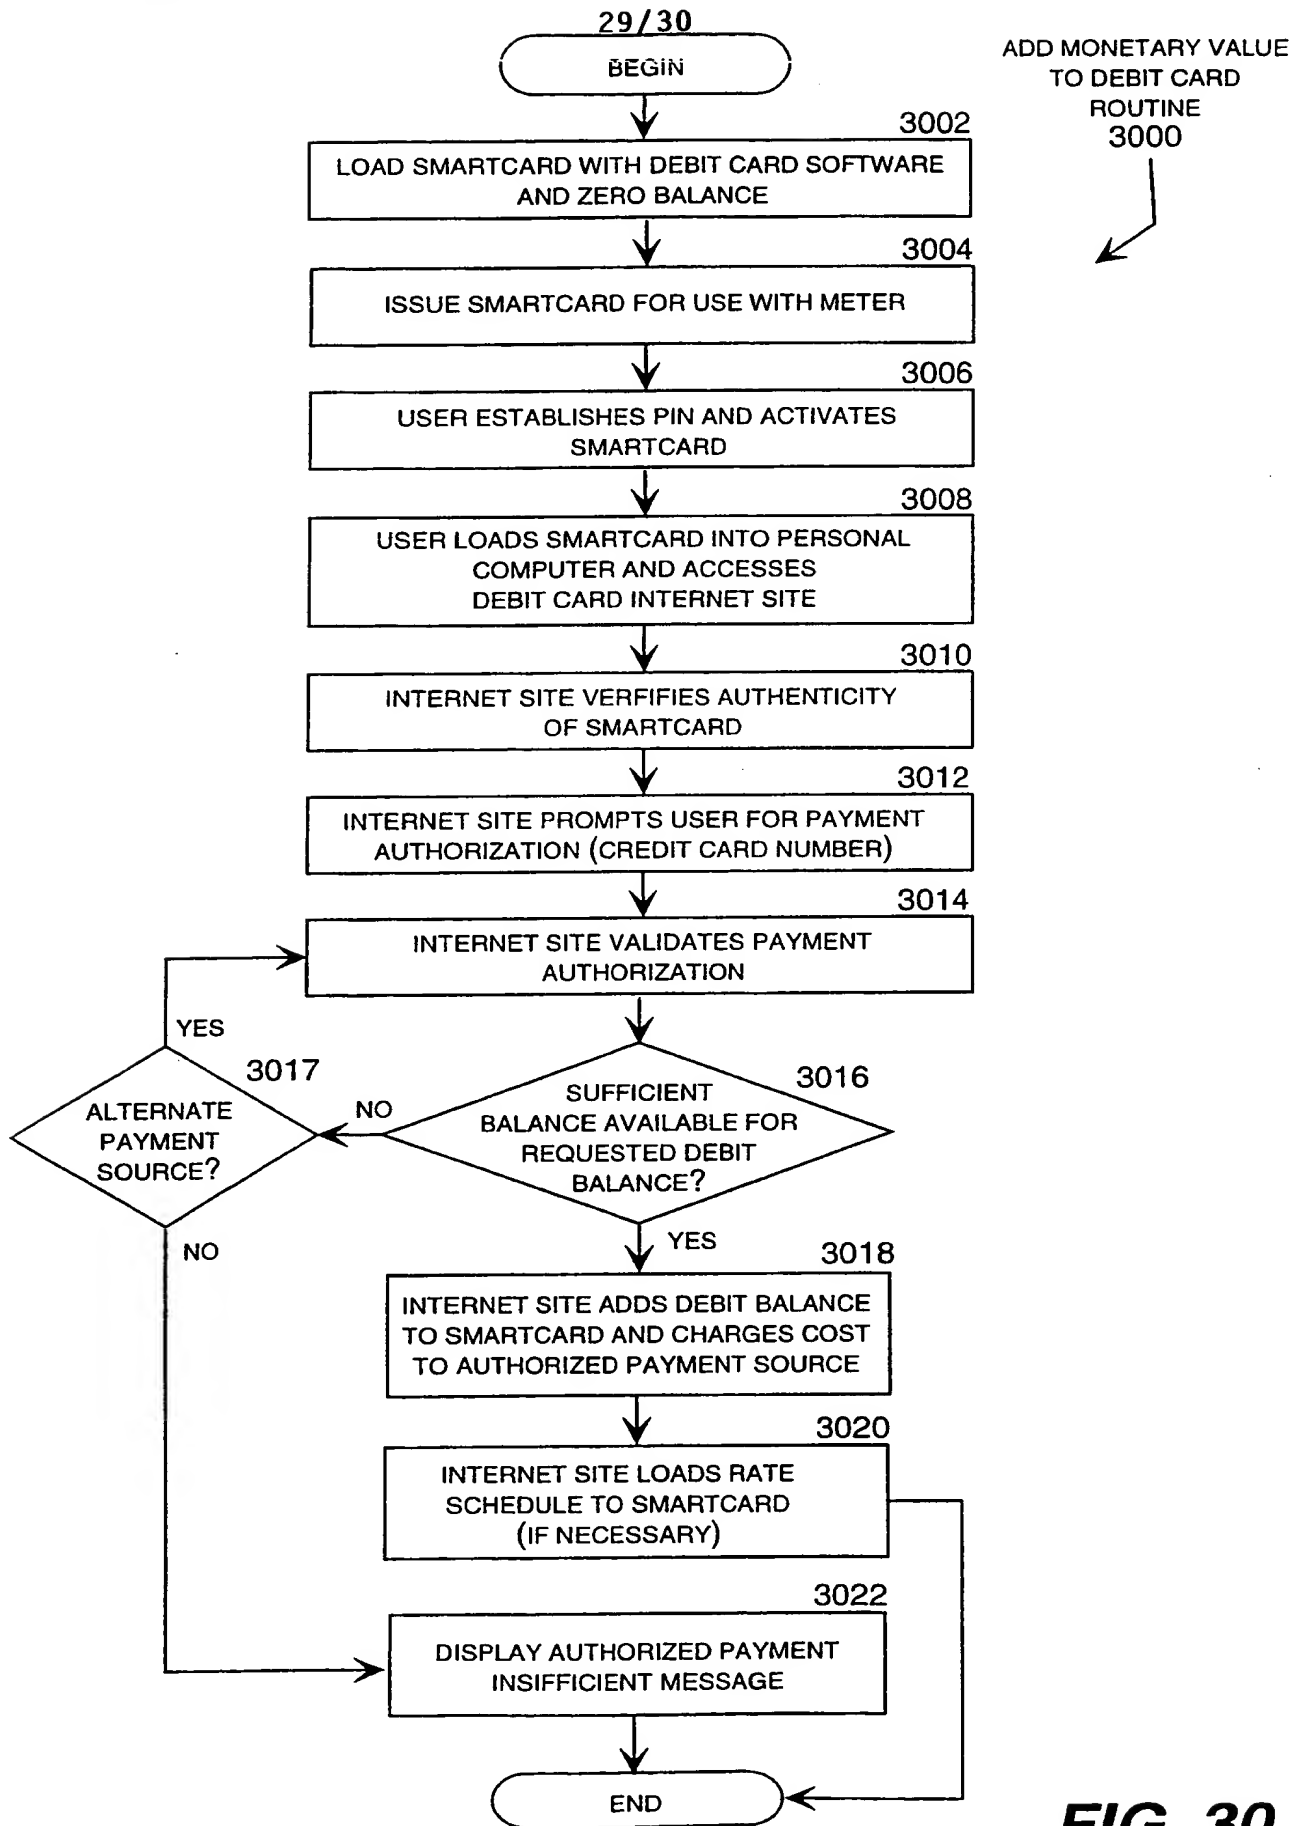 29/30
BEGIN
ADD MONETARY VALUE
TO DEBIT CARD
ROUTINE
3000
3002
LOAD SMARTCARD WITH DEBIT CARD SOFTWARE
AND ZERO BALANCE
3004
ISSUE SMARTCARD FOR USE WITH METER
3006
USER ESTABLISHES PIN AND ACTIVATES
SMARTCARD
3008
USER LOADS SMARTCARD INTO PERSONAL
COMPUTER AND ACCESSES
DEBIT CARD INTERNET SITE
3010
INTERNET SITE VERFIFIES AUTHENTICITY
OF SMARTCARD
3012
INTERNET SITE PROMPTS USER FOR PAYMENT
AUTHORIZATION (CREDIT CARD NUMBER)
3014
INTERNET SITE VALIDATES PAYMENT
AUTHORIZATION
YES
3017
ALTERNATE
PAYMENT
SOURCE?
NO
3016
SUFFICIENT
BALANCE AVAILABLE FOR
REQUESTED DEBIT
BALANCE?
NO
YES
3018
INTERNET SITE ADDS DEBIT BALANCE
TO SMARTCARD AND CHARGES COST
TO AUTHORIZED PAYMENT SOURCE
3020
INTERNET SITE LOADS RATE
SCHEDULE TO SMARTCARD
(IF NECESSARY)
3022
DISPLAY AUTHORIZED PAYMENT
INSIFFICIENT MESSAGE
END
FIG. 30